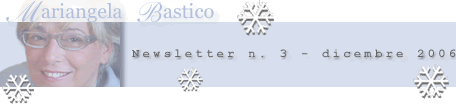 Mariangela Bastico
Newsletter n. 3 - dicembre 2006